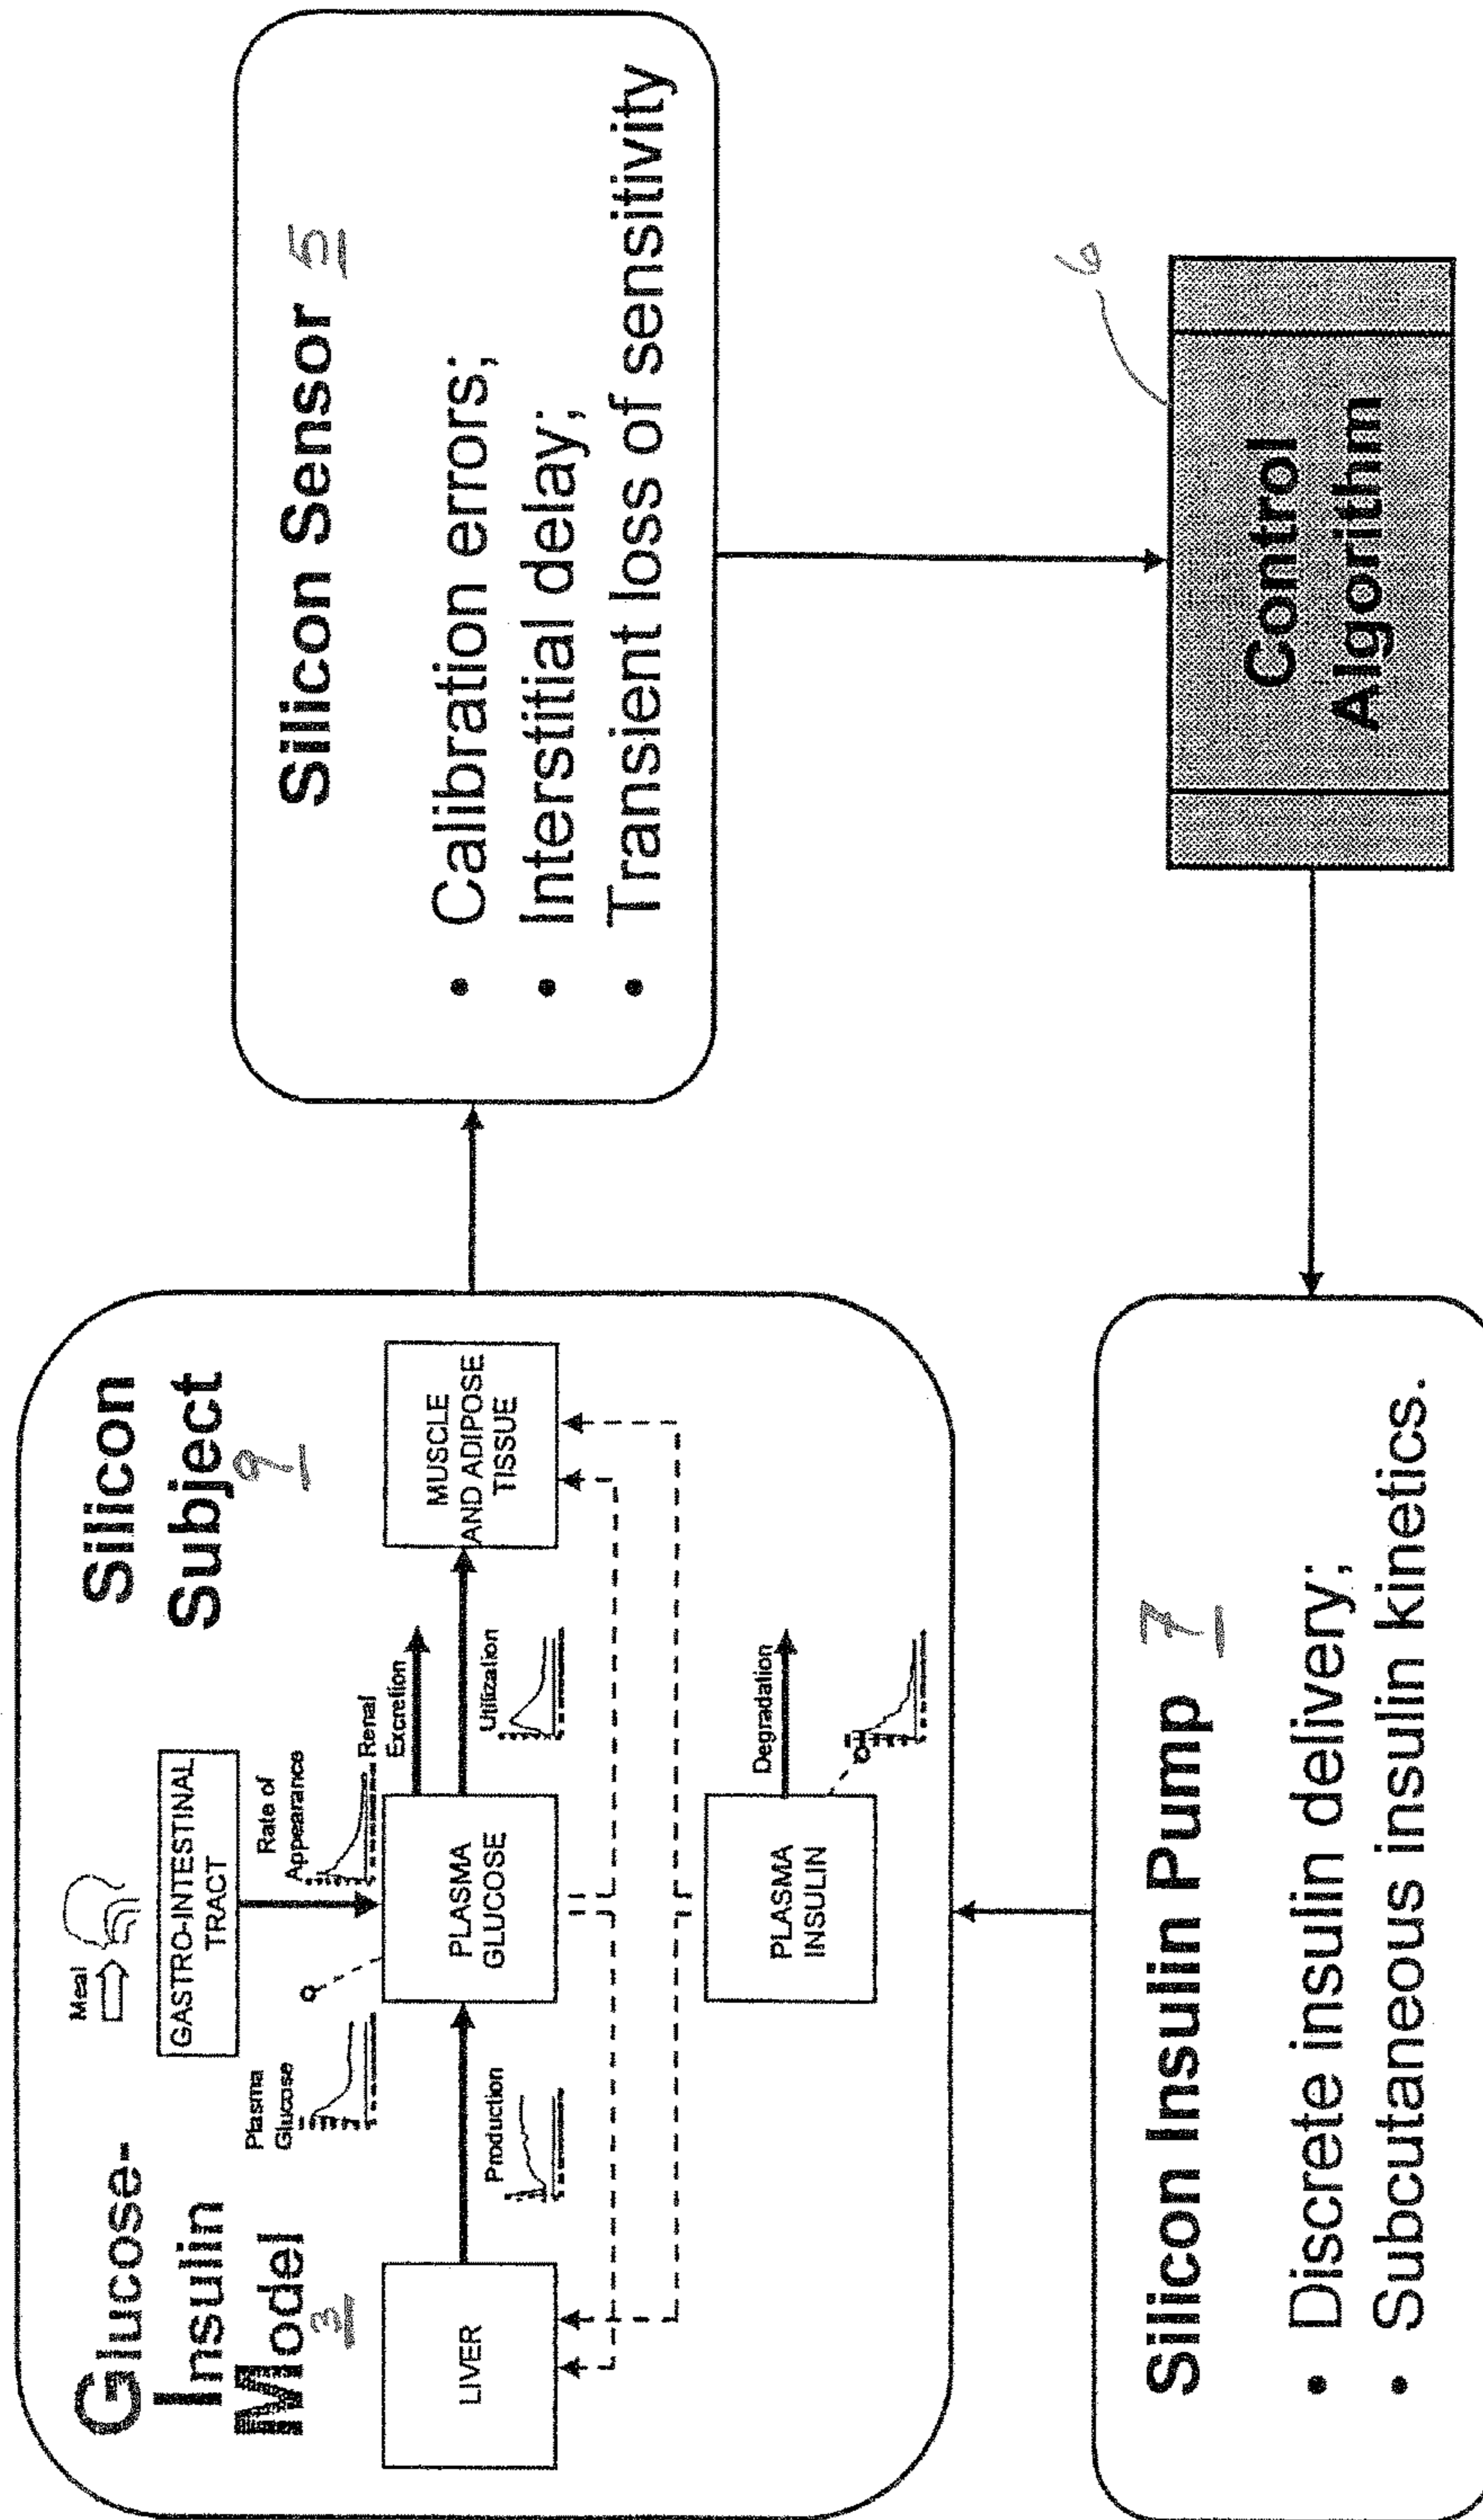 Glucose-
Insulin
Model
3
Silicon
Subject
9
Meal
GASTRO-INTESTINAL
TRACT
Plasma
Glucose
Rate of
Appearance
Renal
Excretion
LIVER
Production
PLASMA
GLUCOSE
Utilization
MUSCLE
AND ADIPOSE
TISSUE
PLASMA
INSULIN
Degradation
Silicon Sensor 5
• Calibration errors;
• Interstitial delay;
• Transient loss of sensitivity
6
Control
Algorithm
Silicon Insulin Pump 7
• Discrete insulin delivery;
• Subcutaneous insulin kinetics.